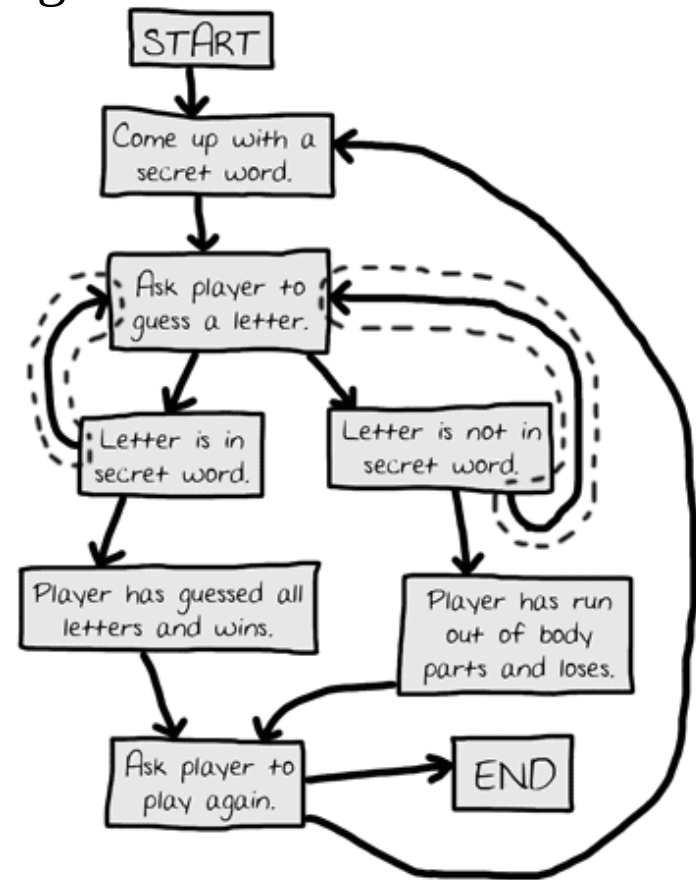 START
Come up with a
secret word.
Ask player to
guess a letter.
Letter is in
secret word.
Letter is not in
secret word.
Player has guessed all
letters and wins.
Player has run
out of body
parts and loses.
Ask player to
play again.
END